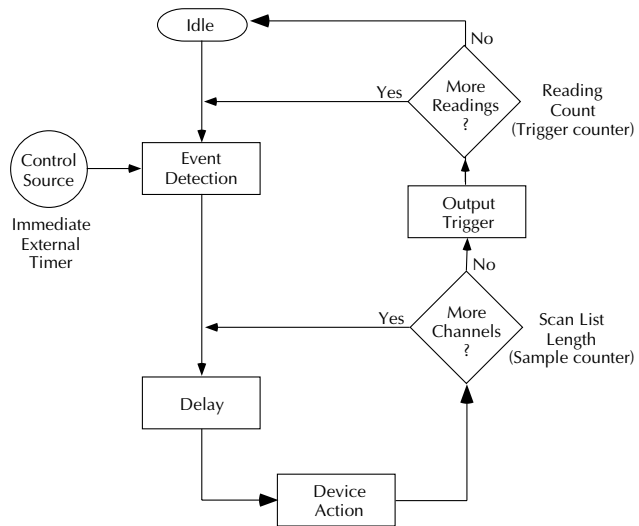 Idle
No
More
Readings
?
Yes
Reading
Count
(Trigger counter)
Control
Source
Event
Detection
Immediate
External
Timer
Output
Trigger
No
More
Channels
?
Yes
Scan List
Length
(Sample counter)
Delay
Device
Action